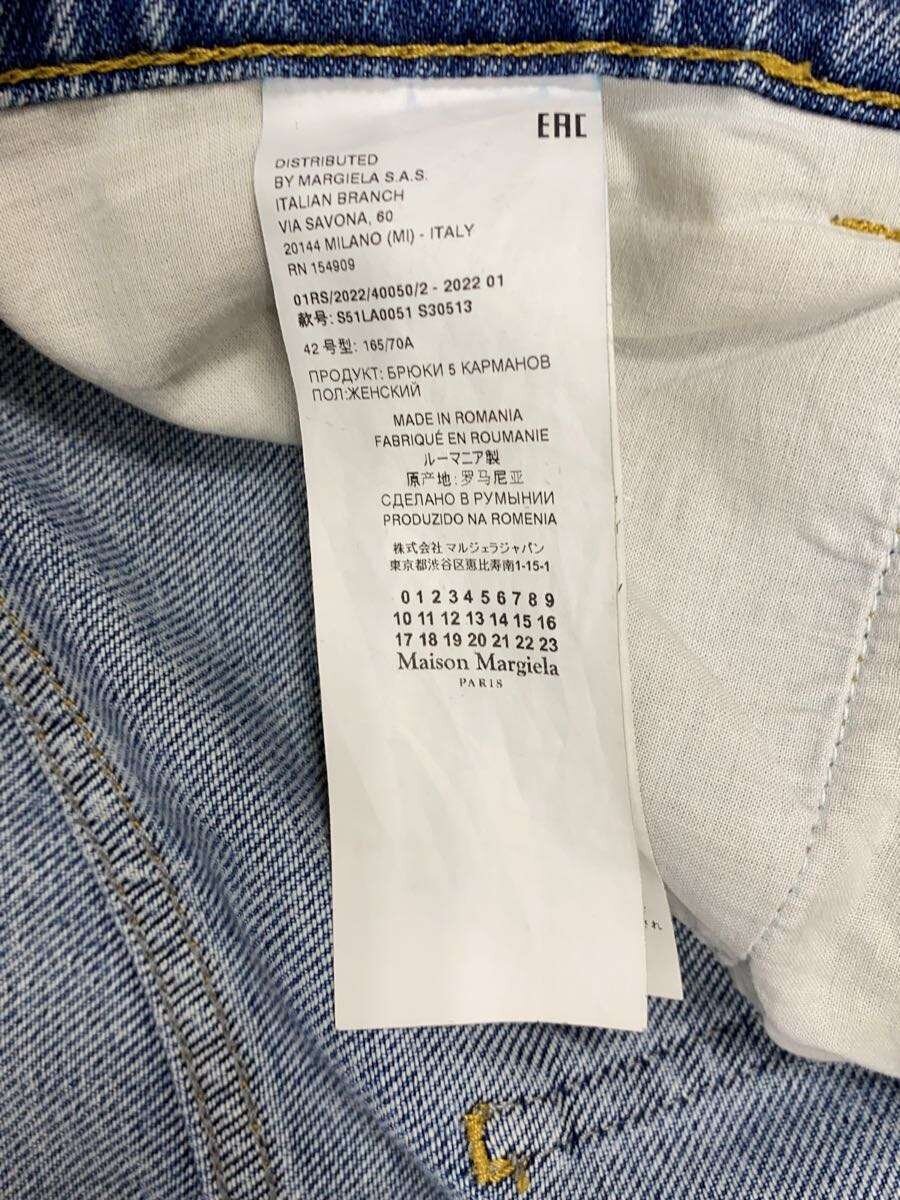 EAC
DISTRIBUTED
BY MARGIELA S.A.S.
ITALIAN BRANCH
VIA SAVONA, 60
20144 MILANO (MI) - ITALY
RN 154909
01RS/2022/40050/2 - 2022 01
款号: S51LA0051 S30513
42 号型: 165/70A
ПРОДУКТ: БРЮКИ 5 КАРМАНОВ
ПОЛ:ЖЕНСКИЙ
MADE IN ROMANIA
FABRIQUÉ EN ROUMANIE
ルーマニア製
原产地: 罗马尼亚
СДЕЛАНО В РУМЫНИИ
PRODUZIDO NA ROMENIA
株式会社 マルジェラジャパン
東京都渋谷区恵比寿南1-15-1
0 1 2 3 4 5 6 7 8 9
10 11 12 13 14 15 16
17 18 19 20 21 22 23
Maison Margiela
PARIS
され